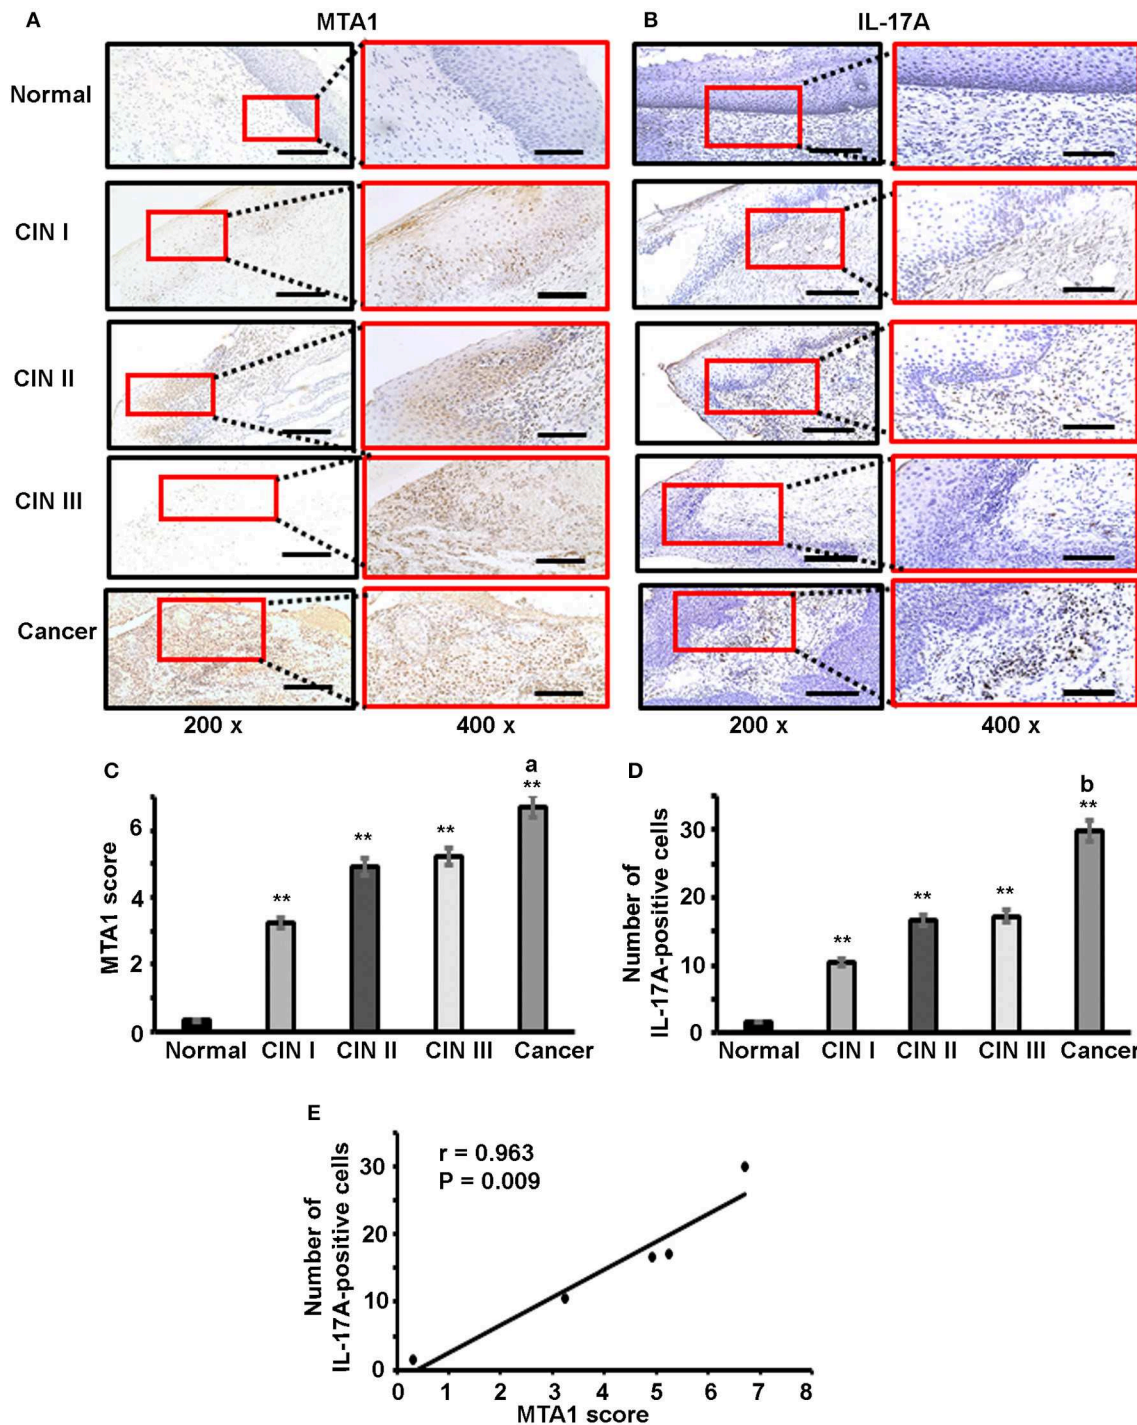 A MTA1
B IL-17A
Normal
CIN I
CIN II
CIN III
Cancer
200 x 400 x 200 x 400 x
C
MTA1 score
6
4
2
0
**
**
**
a
**
Normal CIN I CIN II CIN III Cancer
D
Number of
IL-17A-positive cells
30
20
10
0
**
**
**
b
**
Normal CIN I CIN II CIN III Cancer
E
Number of
IL-17A-positive cells
r = 0.963
P = 0.009
30
20
10
0
0 1 2 3 4 5 6 7 8
MTA1 score